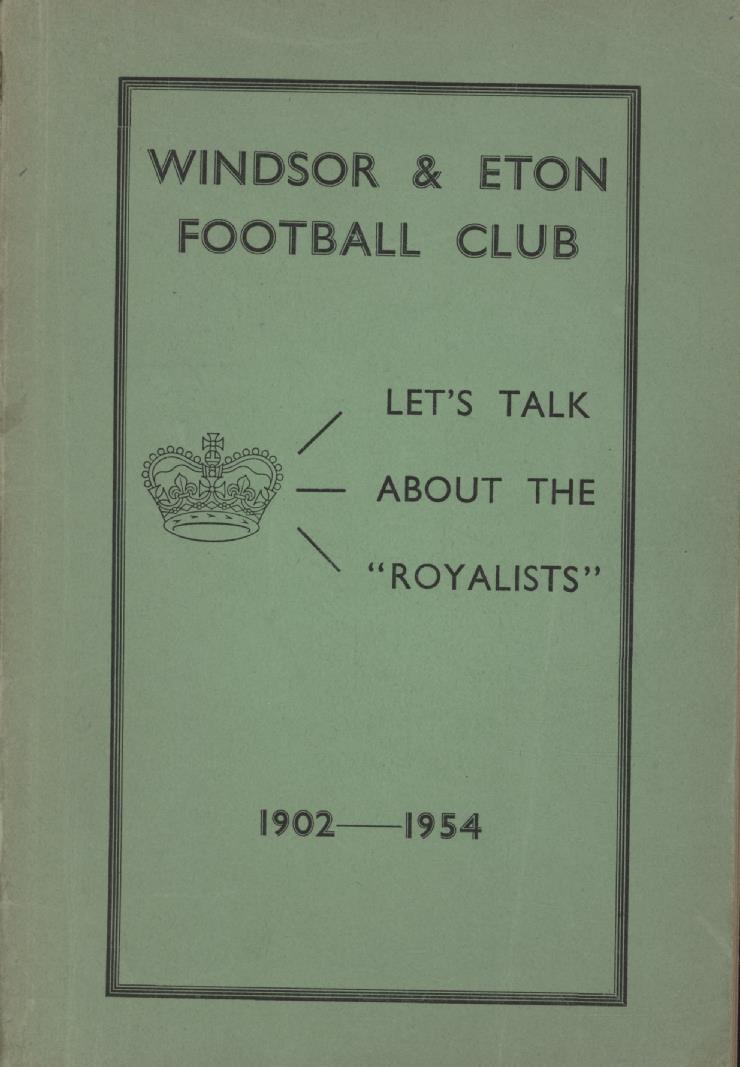 WINDSOR & ETON
FOOTBALL CLUB
LET'S TALK
ABOUT THE
"ROYALISTS"
1902—1954